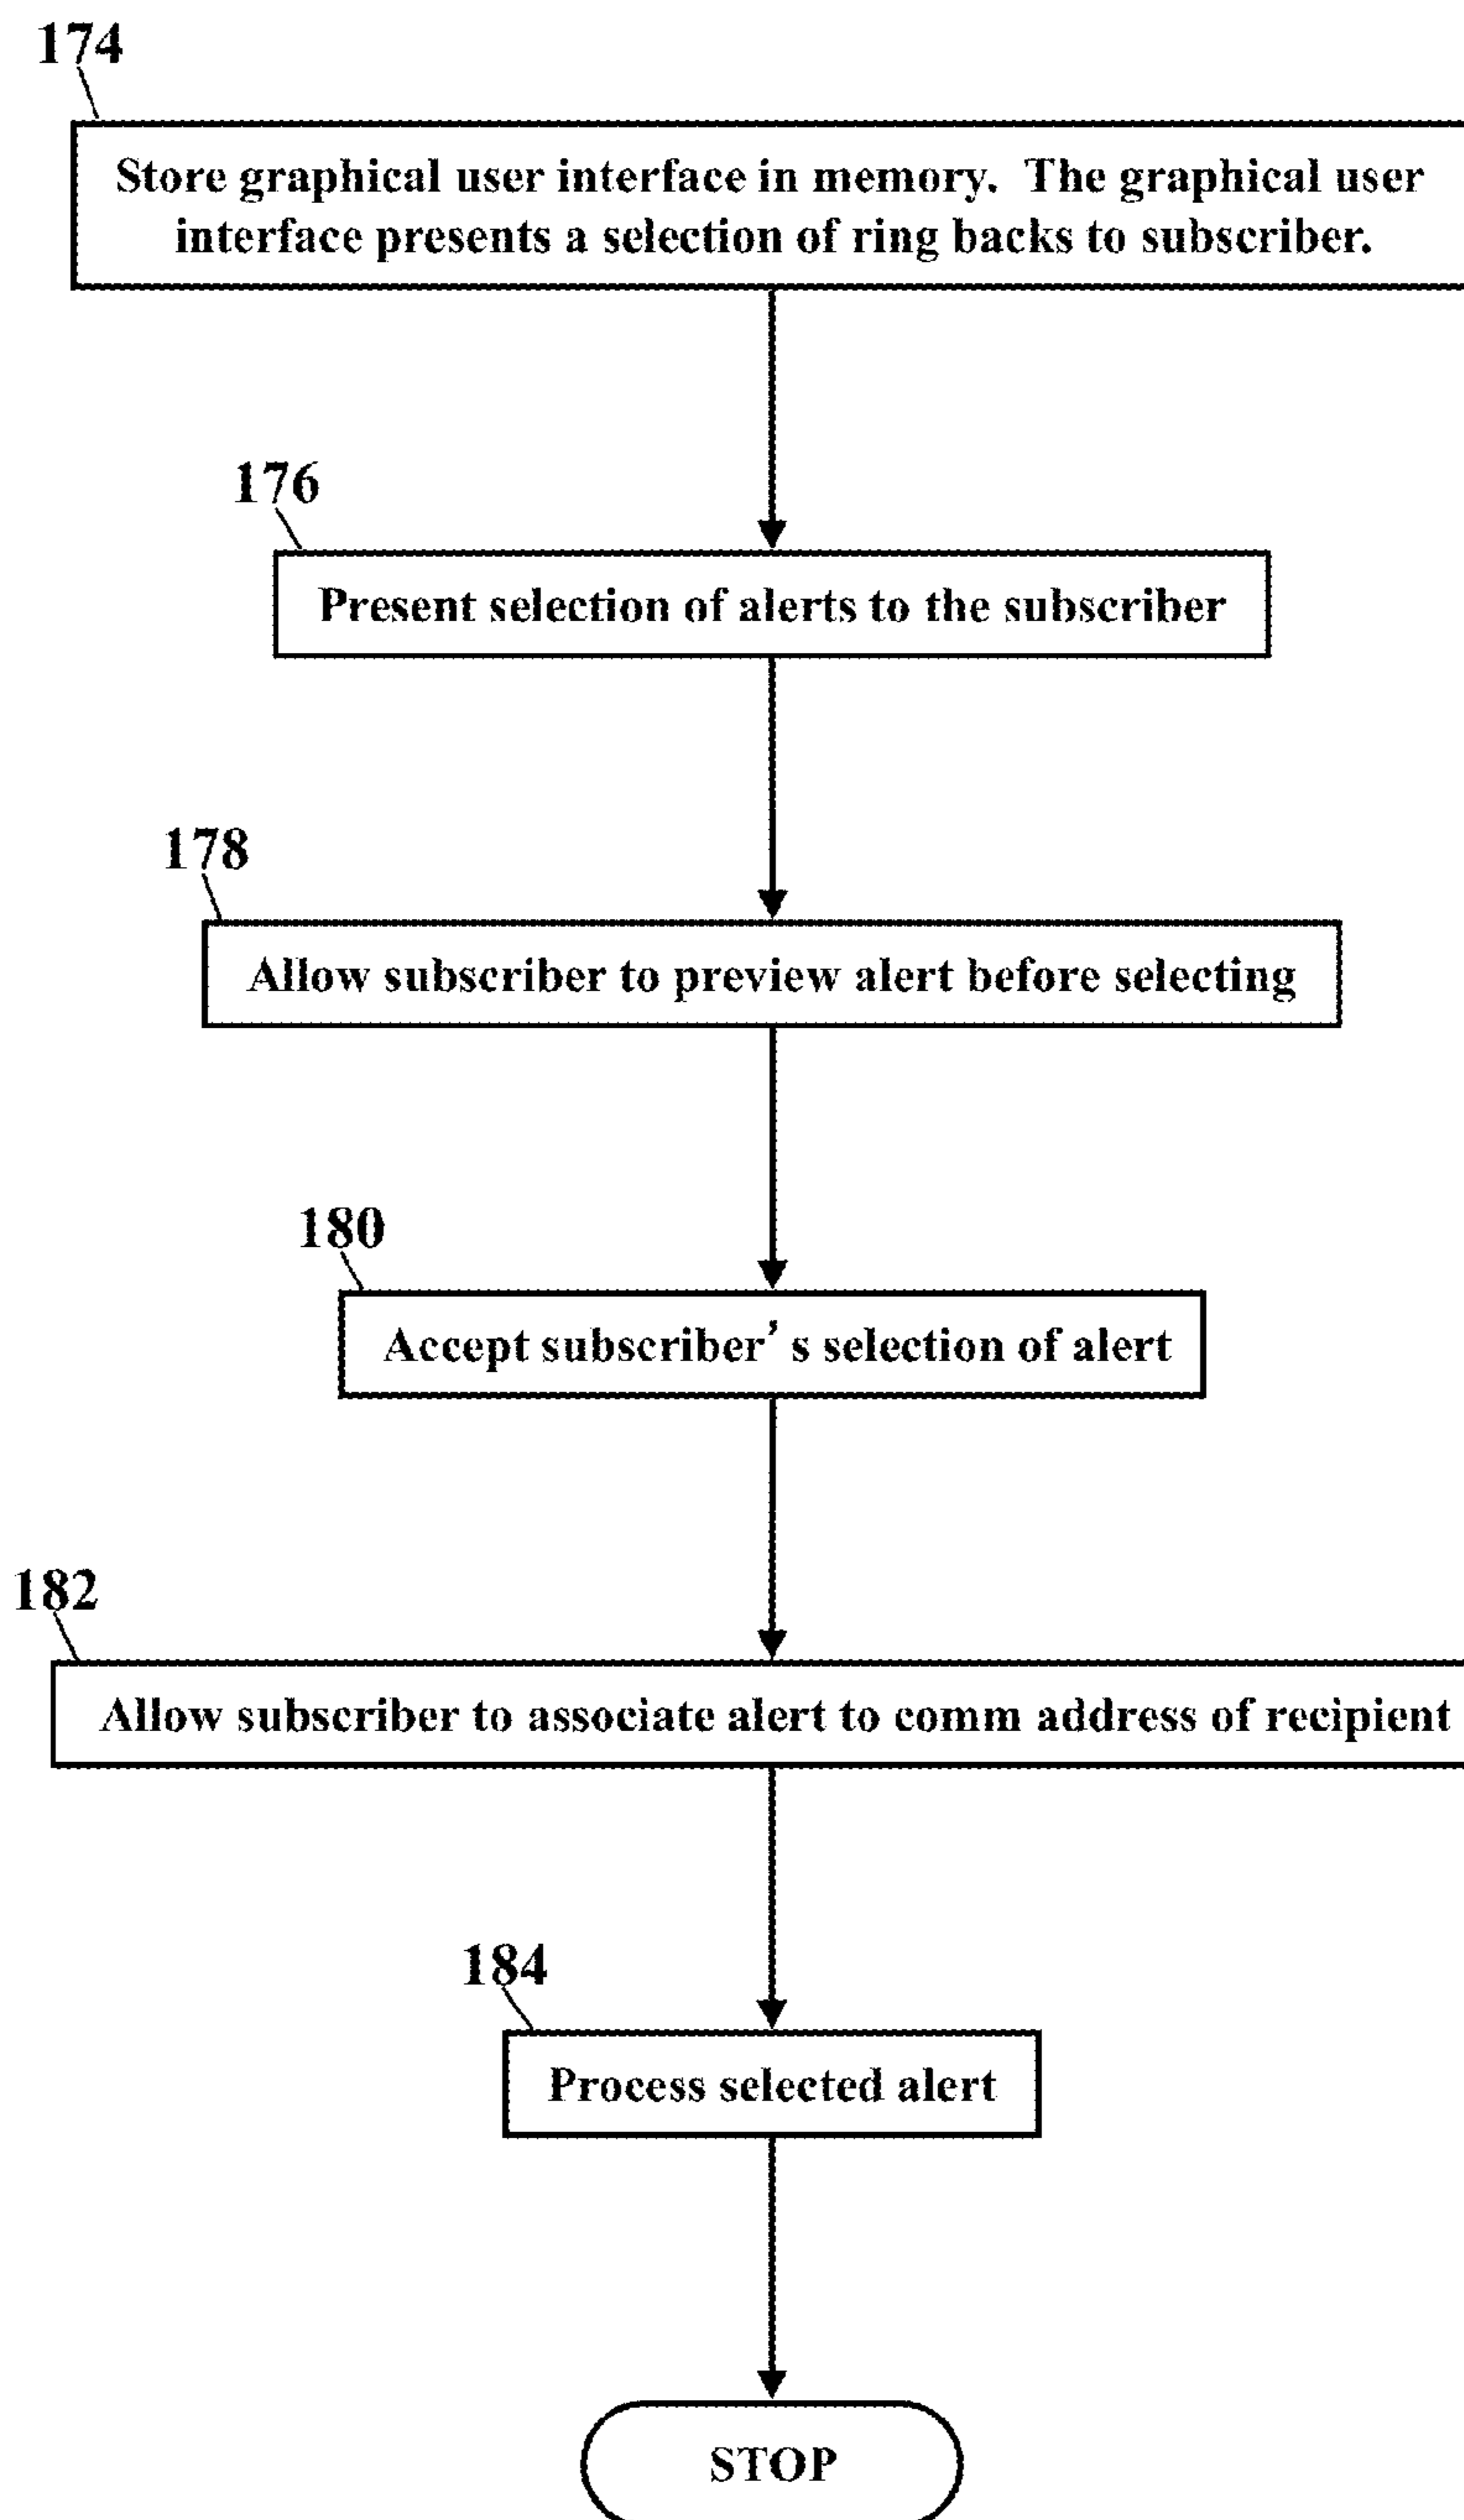 174
Store graphical user interface in memory.  The graphical user
interface presents a selection of ring backs to subscriber.
176
Present selection of alerts to the subscriber
178
Allow subscriber to preview alert before selecting
180
Accept subscriber's selection of alert
182
Allow subscriber to associate alert to comm address of recipient
184
Process selected alert
STOP